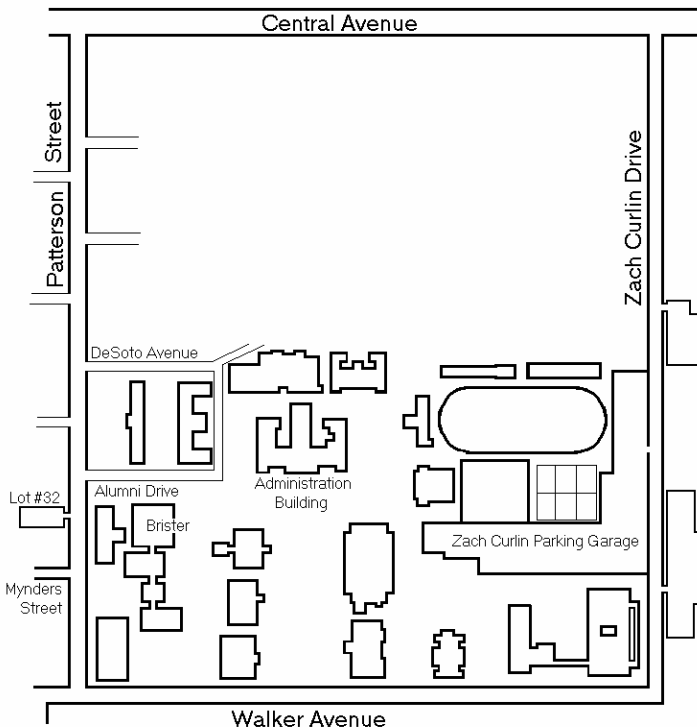 Central Avenue
Street
Patterson
Zach Curlin Drive
DeSoto Avenue
Lot #32
Alumni Drive
Administration
Building
Brister
Zach Curlin Parking Garage
Mynders
Street
Walker Avenue